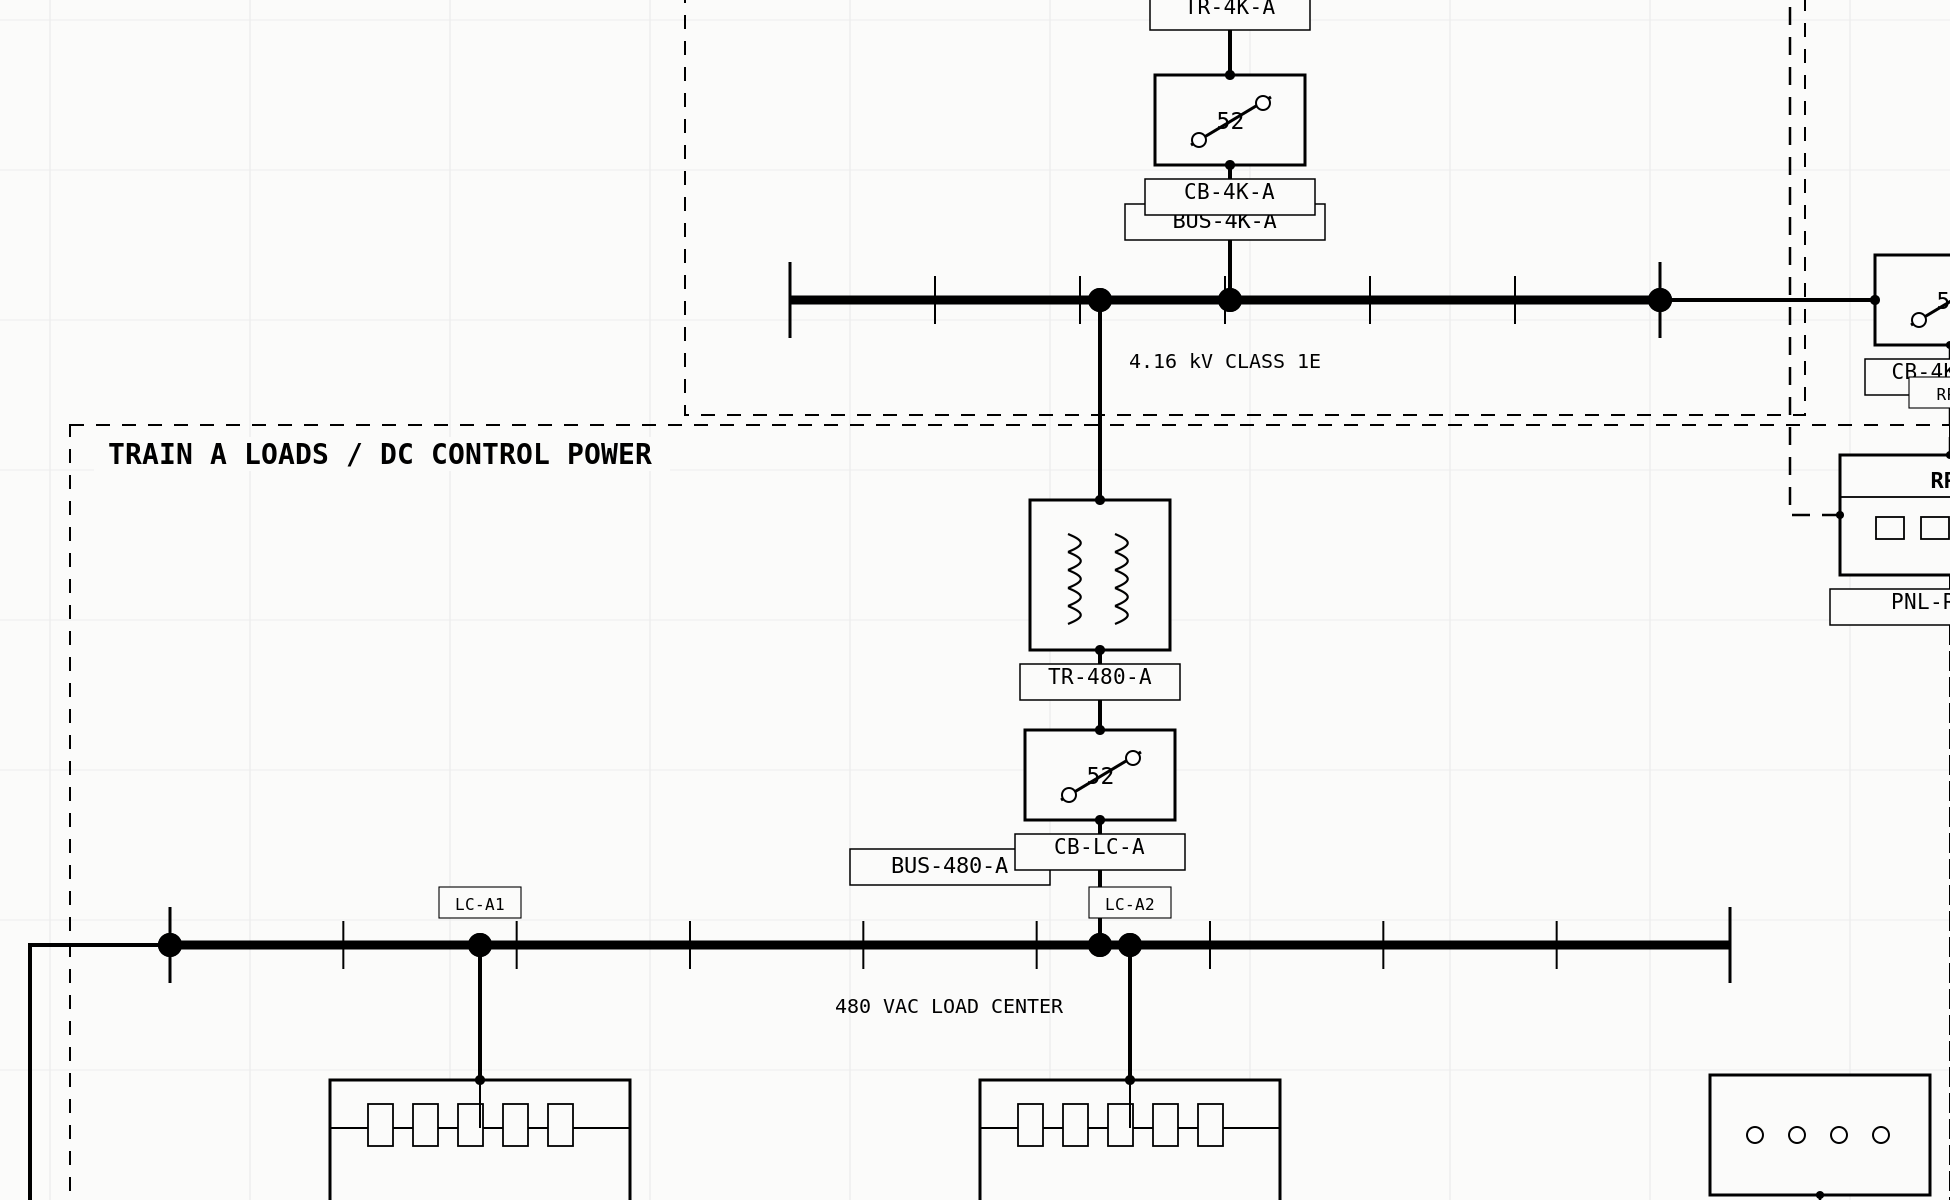 TR-4K-A
52
CB-4K-A
BUS-4K-A
4.16 kV CLASS 1E
TRAIN A LOADS / DC CONTROL POWER
TR-480-A
52
CB-LC-A
BUS-480-A
LC-A1
LC-A2
480 VAC LOAD CENTER